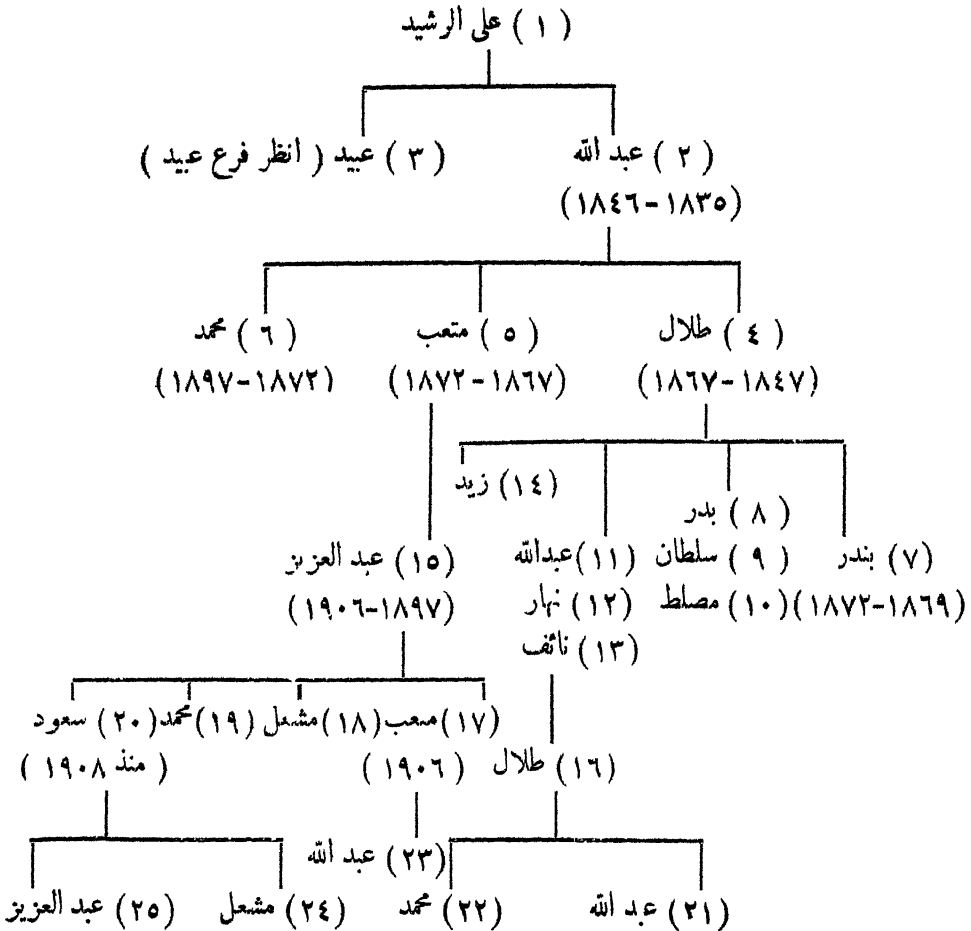 ( ١ ) على الرشيد
( ٢ ) عبد الله
( ٣ ) عبيد ( انظر فرع عبيد )
(١٨٣٥-١٨٤٦)
( ٤ ) طلال
( ٥ ) متعب
( ٦ ) محمد
(١٨٤٧-١٨٦٧)
(١٨٦٧-١٨٧٢)
(١٨٧٢-١٨٩٧)
(١٤) زيد
( ٨ ) بدر
(٧) بندر
( ٩ ) سلطان
(١١) عبدالله
(١٥) عبد العزيز
(١٨٦٩-١٨٧٢)
(١٠) مصلط
(١٢) نهار
(١٨٩٧-١٩٠٦)
(١٣) نائف
(١٧) متعب
(١٨) مشعل
(١٩) محمد
(٢٠) سعود
(١٦) طلال
( ١٩٠٦ )
( منذ ١٩٠٨ )
(٢٣) عبد الله
(٢١) عبد الله
(٢٢) محمد
(٢٤) مشعل
(٢٥) عبد العزيز